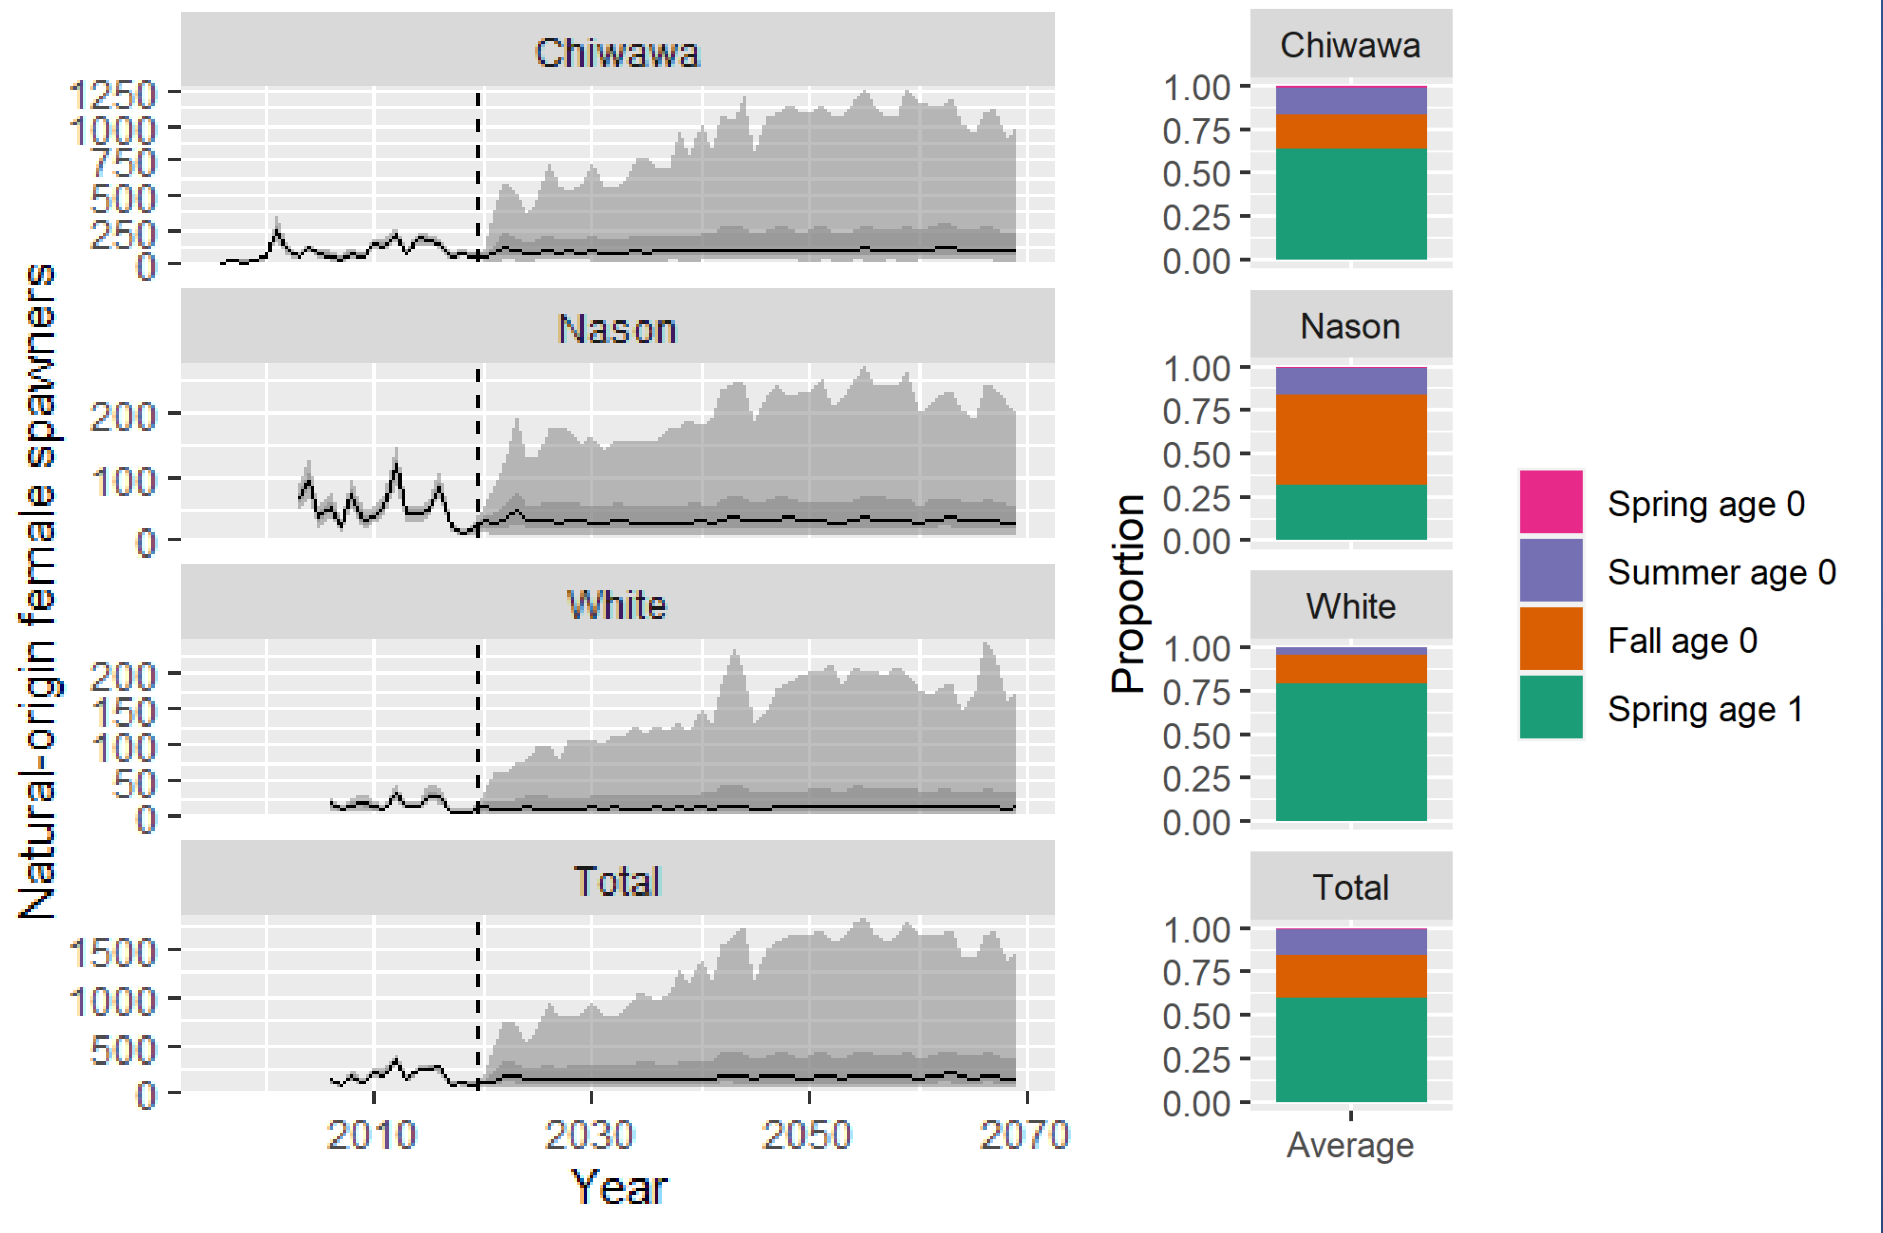 Natural-origin female spawners
Chiwawa
1250
1000
750
500
250
0
Nason
200
100
0
White
200
150
100
50
0
Total
1500
1000
500
0
2010 2030 2050 2070
Year
Proportion
Chiwawa
1.00
0.75
0.50
0.25
0.00
Nason
1.00
0.75
0.50
0.25
0.00
White
1.00
0.75
0.50
0.25
0.00
Total
1.00
0.75
0.50
0.25
0.00
Average
Spring age 0
Summer age 0
Fall age 0
Spring age 1